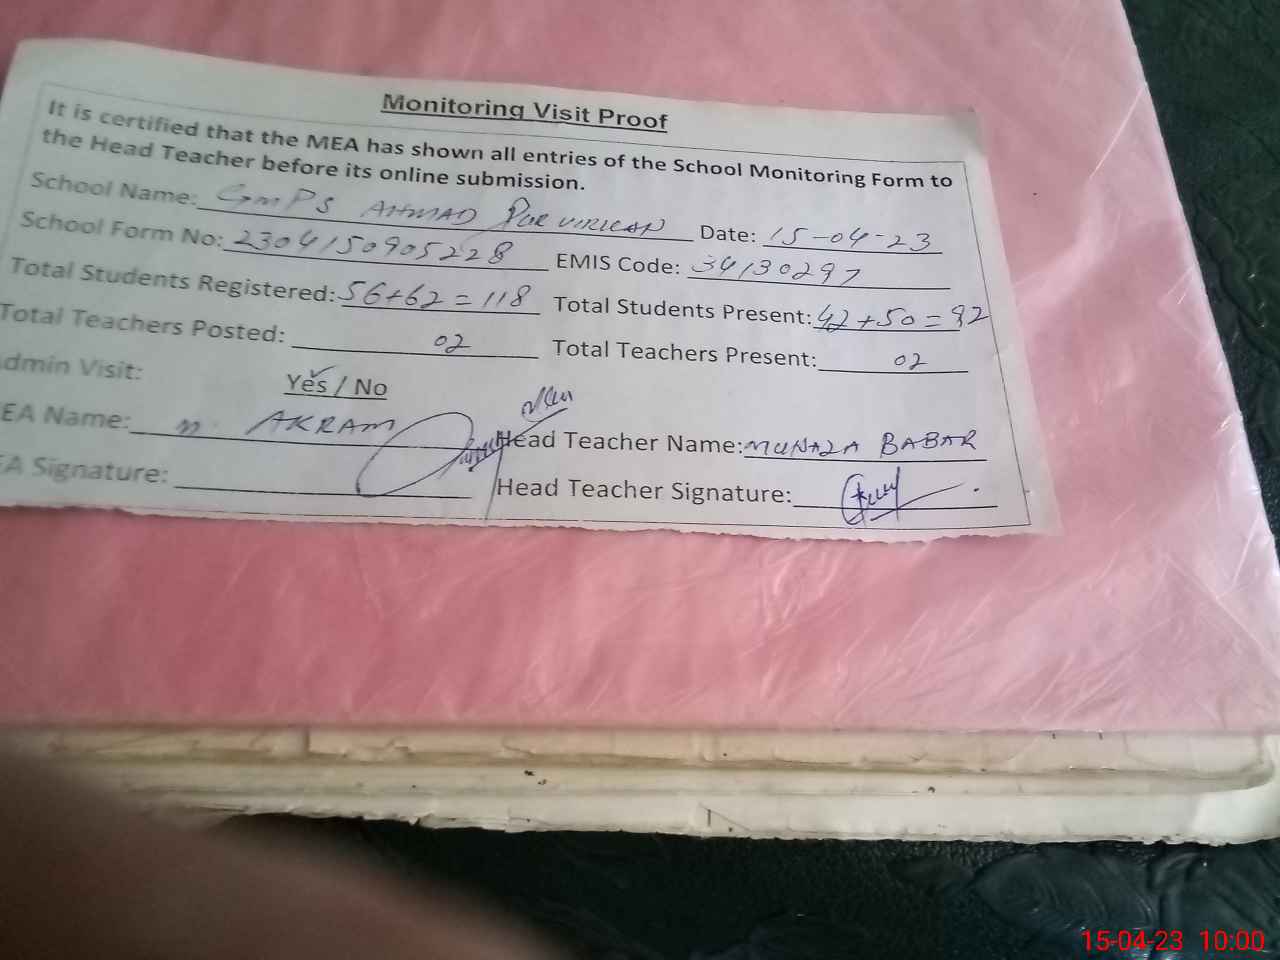 Monitoring Visit Proof
It is certified that the MEA has shown all entries of the School Monitoring Form to
the Head Teacher before its online submission.
School Name: GMPS AHMAD PUR VIRKAN Date: 15-04-23
School Form No: 2304150905228 EMIS Code: 34130297
Total Students Registered: 56+62=118 Total Students Present: 42+50=92
Total Teachers Posted: 02 Total Teachers Present: 02
dmin Visit: Yes / No
EA Name: M. AKRAM Head Teacher Name: MUNAZA BABAR
EA Signature: Head Teacher Signature:
15-04-23 10:00